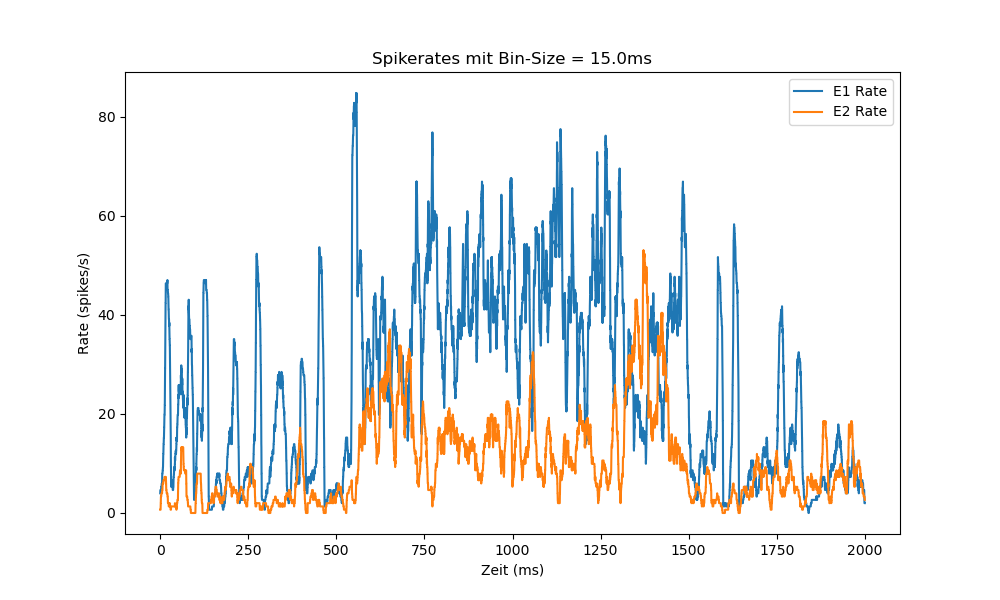 Spikerates mit Bin-Size = 15.0ms
E1 Rate
E2 Rate
Rate (spikes/s)
80
60
40
20
0
0 250 500 750 1000 1250 1500 1750 2000
Zeit (ms)